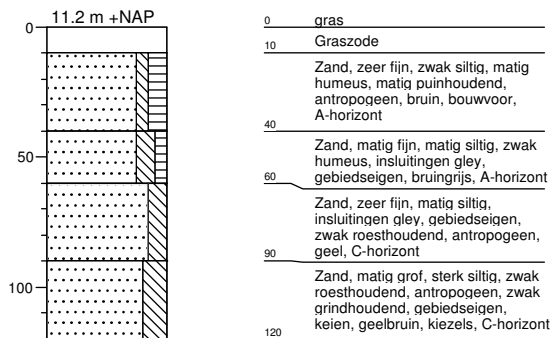 11.2 m +NAP
0
50
100
0 gras
10 Graszode
Zand, zeer fijn, zwak siltig, matig
humeus, matig puinhoudend,
antropogeen, bruin, bouwvoor,
A-horizont
40
Zand, matig fijn, matig siltig, zwak
humeus, insluitingen gley,
gebiedseigen, bruingrijs, A-horizont
60
Zand, zeer fijn, matig siltig,
insluitingen gley, gebiedseigen,
zwak roesthoudend, antropogeen,
geel, C-horizont
90
Zand, matig grof, sterk siltig, zwak
roesthoudend, antropogeen, zwak
grindhoudend, gebiedseigen,
keien, geelbruin, kiezels, C-horizont
120